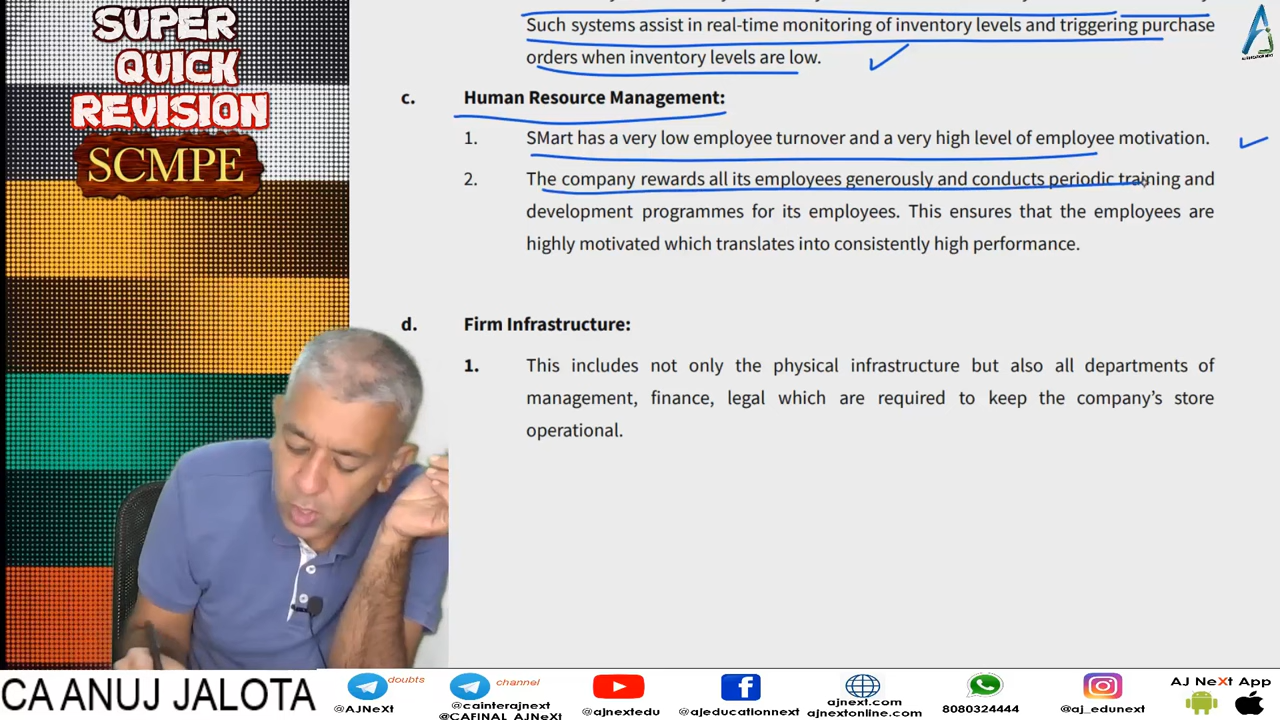 SUPER
QUICK
REVISION
SCMPE
Such systems assist in real-time monitoring of inventory levels and triggering purchase
orders when inventory levels are low.
c. Human Resource Management:
1. SMart has a very low employee turnover and a very high level of employee motivation.
2. The company rewards all its employees generously and conducts periodic training and
development programmes for its employees. This ensures that the employees are
highly motivated which translates into consistently high performance.
d. Firm Infrastructure:
1. This includes not only the physical infrastructure but also all departments of
management, finance, legal which are required to keep the company's store
operational.
CA ANUJ JALOTA
doubts
@AJNeXt
channel
@cainterajnext
@CAFINAL_AJNeXt
@ajnextedu
@ajeducationnext
ajnext.com
ajnextonline.com
8080324444
@aj_edunext
AJ NeXt App